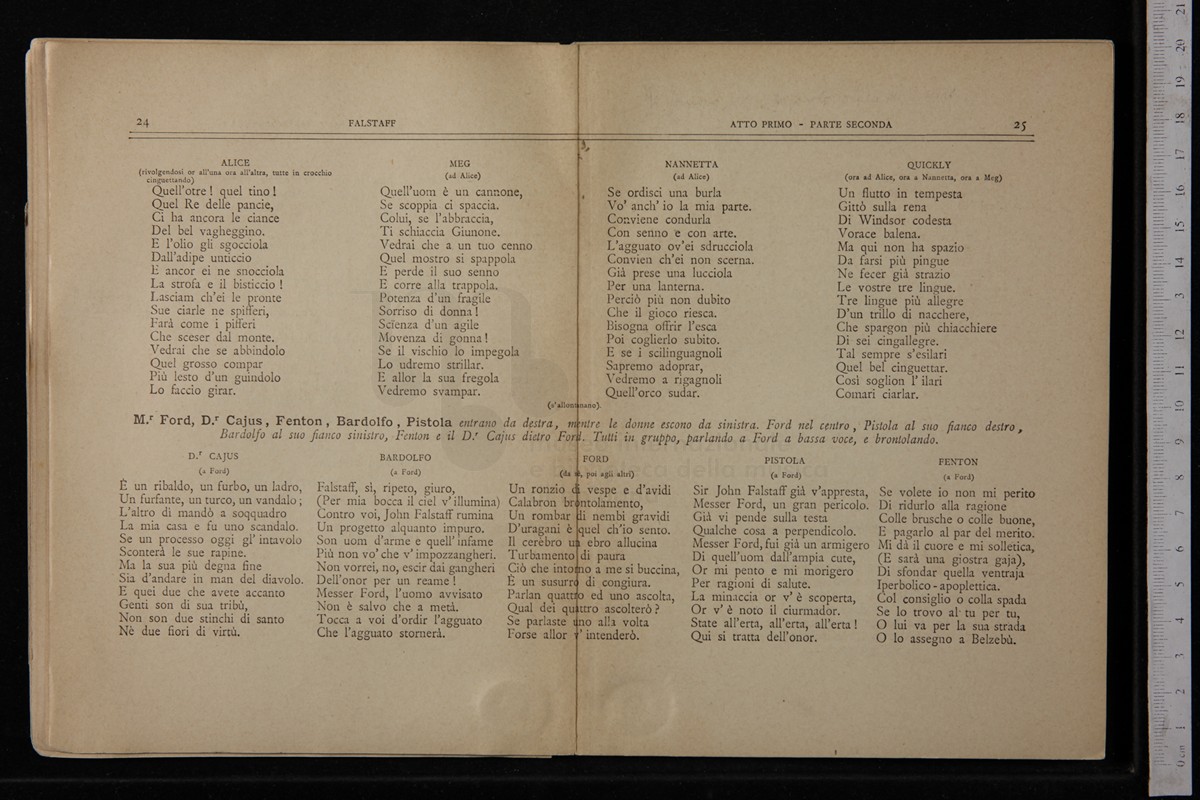 24
FALSTAFF
ATTO PRIMO - PARTE SECONDA
25
ALICE
(rivolgendosi or all'una ora all'altra, tutte in crocchio
cinguettando)
Quell'otre! quel tino!
Quel Re delle pancie,
Ci ha ancora le ciance
Del bel vagheggino.
E l'olio gli sgocciola
Dall'adipe unticcio
E ancor ei ne snocciola
La strofa e il bisticcio!
Lasciam ch'ei le pronte
Sue ciarle ne spifferi,
Farà come i pifferi
Che sceser dal monte.
Vedrai che se abbindolo
Quel grosso compar
Più lesto d'un guindolo
Lo faccio girar.
MEG
(ad Alice)
Quell'uom è un cannone,
Se scoppia ci spaccia.
Colui, se l'abbraccia,
Ti schiaccia Giunone.
Vedrai che a un tuo cenno
Quel mostro si spappola
E perde il suo senno
E corre alla trappola.
Potenza d'un fragile
Sorriso di donna!
Scienza d'un agile
Movenza di gonna!
Se il vischio lo impegola
Lo udremo strillar.
E allor la sua fregola
Vedremo svampar.
NANNETTA
(ad Alice)
Se ordisci una burla
Vo' anch' io la mia parte.
Conviene condurla
Con senno e con arte.
L'agguato ov'ei sdrucciola
Convien ch'ei non scerna.
Già prese una lucciola
Per una lanterna.
Perciò più non dubito
Che il gioco riesca.
Bisogna offrir l'esca
Poi coglierlo subito.
E se i scilinguagnoli
Sapremo adoprar,
Vedremo a rigagnoli
Quell'orco sudar.
QUICKLY
(ora ad Alice, ora a Nannetta, ora a Meg)
Un flutto in tempesta
Gittò sulla rena
Di Windsor codesta
Vorace balena.
Ma qui non ha spazio
Da farsi più pingue
Ne fecer già strazio
Le vostre tre lingue.
Tre lingue più allegre
D'un trillo di nacchere,
Che spargon più chiacchiere
Di sei cingallegre.
Tal sempre s'esilari
Quel bel cinguettar.
Così soglion l' ilari
Comari ciarlar.
(s'allontanano).
M.r Ford, D.r Cajus, Fenton, Bardolfo, Pistola entrano da destra, mentre le donne escono da sinistra. Ford nel centro, Pistola al suo fianco destro,
Bardolfo al suo fianco sinistro, Fenton e il D.r Cajus dietro Ford. Tutti in gruppo, parlando a Ford a bassa voce, e brontolando.
D.r CAJUS
(a Ford)
È un ribaldo, un furbo, un ladro,
Un furfante, un turco, un vandalo;
L'altro dì mandò a soqquadro
La mia casa e fu uno scandalo.
Se un processo oggi gl' intavolo
Sconterà le sue rapine.
Ma la sua più degna fine
Sia d'andare in man del diavolo.
E quei due che avete accanto
Genti son di sua tribù,
Non son due stinchi di santo
Nè due fiori di virtù.
BARDOLFO
(a Ford)
Falstaff, sì, ripeto, giuro,
(Per mia bocca il ciel v'illumina)
Contro voi, John Falstaff rumina
Un progetto alquanto impuro.
Son uom d'arme e quell' infame
Più non vo' che v' impozzangheri.
Non vorrei, no, escir dai gangheri
Dell'onor per un reame!
Messer Ford, l'uomo avvisato
Non è salvo che a metà.
Tocca a voi d'ordir l'agguato
Che l'agguato stornerà.
FORD
(da sè, poi agli altri)
Un ronzio di vespe e d'avidi
Calabron brontolamento,
Un rombar di nembi gravidi
D'uragani è quel ch'io sento.
Il cerebro un ebro allucina
Turbamento di paura
Ciò che intorno a me si buccina,
È un susurro di congiura.
Parlan quattro ed uno ascolta,
Qual dei quattro ascolterò?
Se parlaste uno alla volta
Forse allor v' intenderò.
PISTOLA
(a Ford)
Sir John Falstaff già v'appresta,
Messer Ford, un gran pericolo.
Già vi pende sulla testa
Qualche cosa a perpendicolo.
Messer Ford, fui già un armigero
Di quell'uom dall'ampia cute,
Or mi pento e mi morigero
Per ragioni di salute.
La minaccia or v' è scoperta,
Or v' è noto il ciurmador.
State all'erta, all'erta, all'erta!
Qui si tratta dell'onor.
FENTON
(a Ford)
Se volete io non mi perito
Di ridurlo alla ragione
Colle brusche o colle buone,
E pagarlo al par del merito.
Mi dà il cuore e mi solletica,
(E sarà una giostra gaja),
Di sfondar quella ventraja
Iperbolico-apoplettica.
Col consiglio o colla spada
Se lo trovo al tu per tu,
O lui va per la sua strada
O lo assegno a Belzebù.